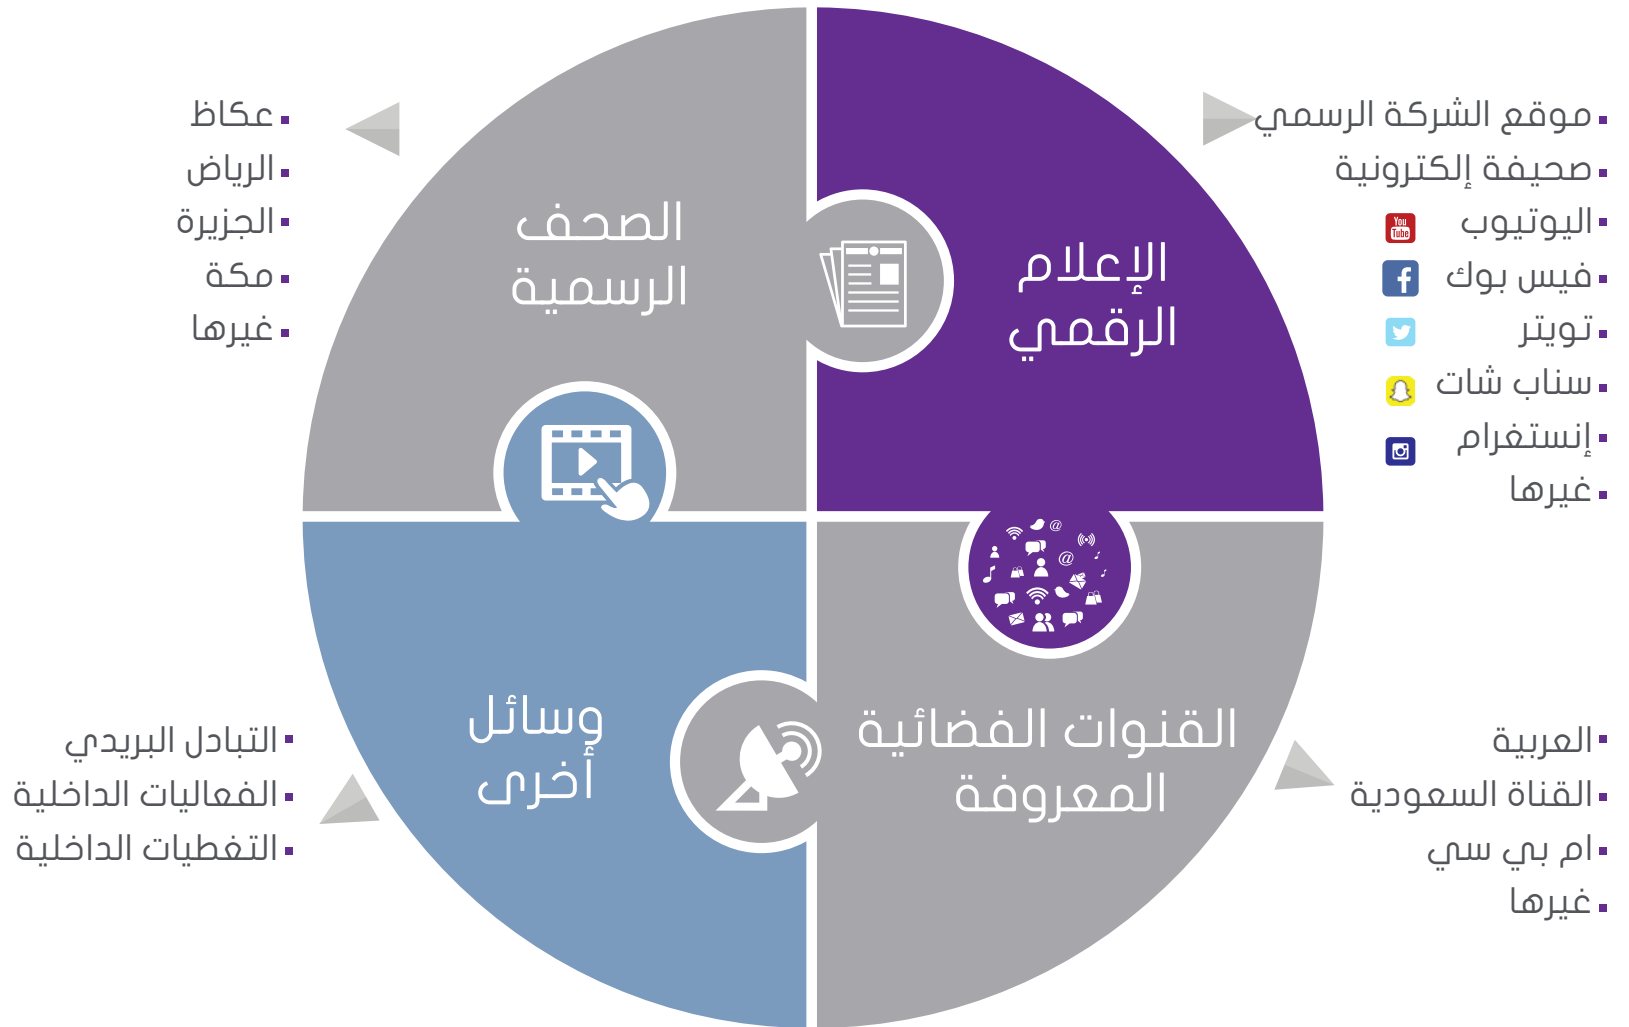 الإعلام
الرقمي
موقع الشركة الرسمي
صحيفة إلكترونية
اليوتيوب
You
Tube
فيس بوك
f
تويتر
سناب شات
إنستغرام
غيرها
الصحف
الرسمية
عكاظ
الرياض
الجزيرة
مكة
غيرها
القنوات الفضائية
المعروفة
العربية
القناة السعودية
ام بي سي
غيرها
وسائل
أخرى
التبادل البريدي
الفعاليات الداخلية
التغطيات الداخلية